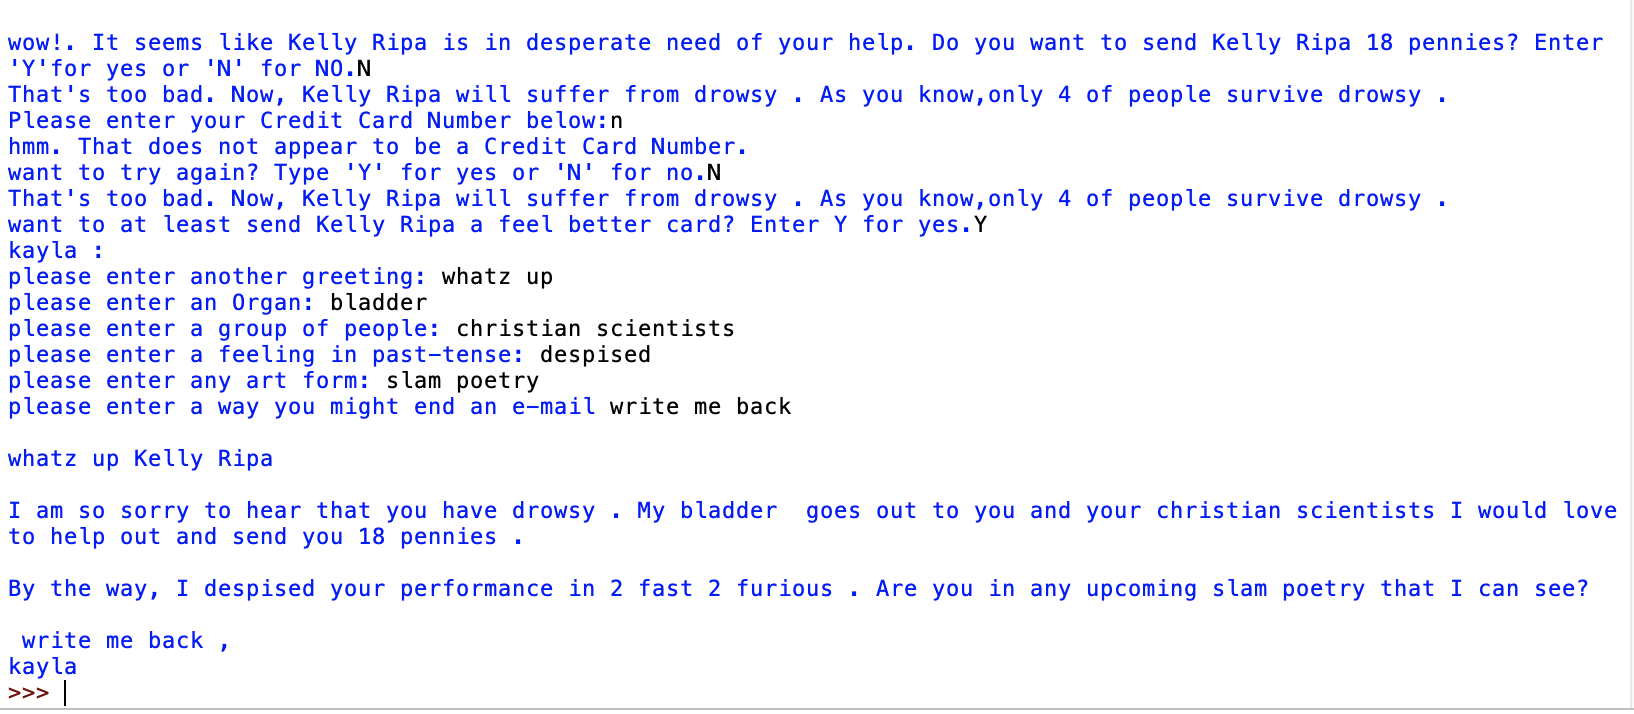 wow!. It seems like Kelly Ripa is in desperate need of your help. Do you want to send Kelly Ripa 18 pennies? Enter
'Y'for yes or 'N' for NO.N
That's too bad. Now, Kelly Ripa will suffer from drowsy . As you know,only 4 of people survive drowsy .
Please enter your Credit Card Number below:n
hmm. That does not appear to be a Credit Card Number.
want to try again? Type 'Y' for yes or 'N' for no.N
That's too bad. Now, Kelly Ripa will suffer from drowsy . As you know,only 4 of people survive drowsy .
want to at least send Kelly Ripa a feel better card? Enter Y for yes.Y
kayla :
please enter another greeting: whatz up
please enter an Organ: bladder
please enter a group of people: christian scientists
please enter a feeling in past-tense: despised
please enter any art form: slam poetry
please enter a way you might end an e-mail write me back
whatz up Kelly Ripa
I am so sorry to hear that you have drowsy . My bladder  goes out to you and your christian scientists I would love
to help out and send you 18 pennies .
By the way, I despised your performance in 2 fast 2 furious . Are you in any upcoming slam poetry that I can see?
write me back ,
kayla
>>>